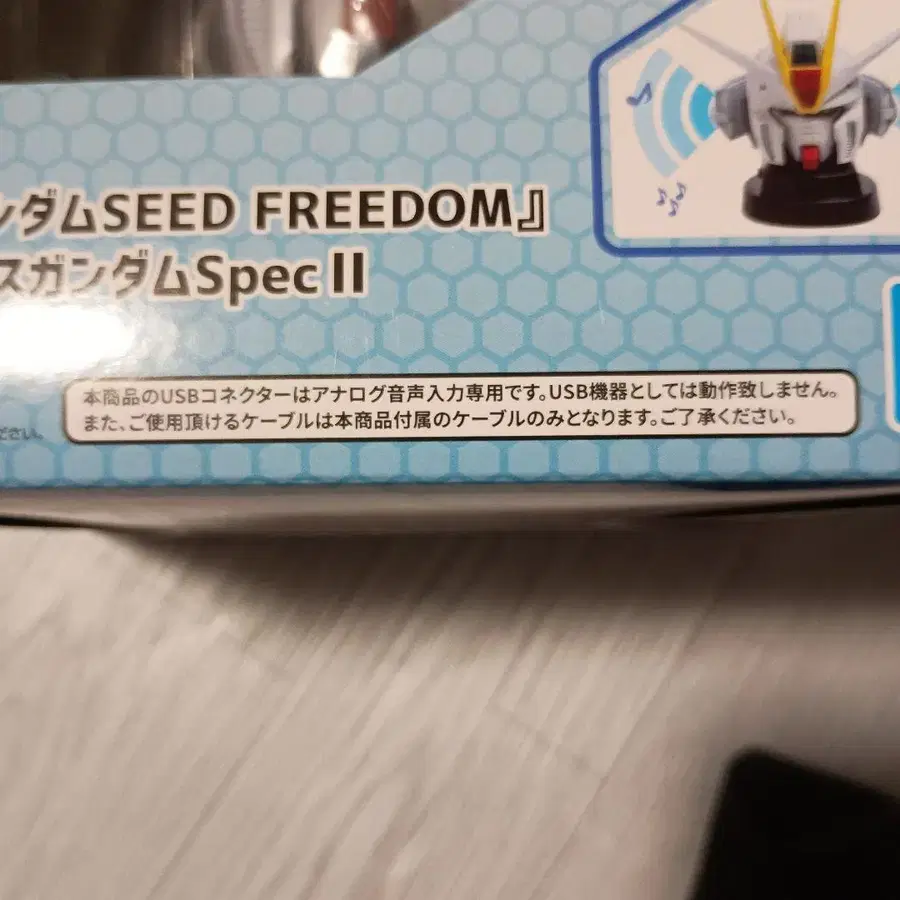 ンダムSEED FREEDOM』
スガンダムSpecⅡ
本商品のUSBコネクターはアナログ音声入力専用です。USB機器としては動作致しません。
ださい。
また、ご使用頂けるケーブルは本商品付属のケーブルのみとなります。ご了承ください。